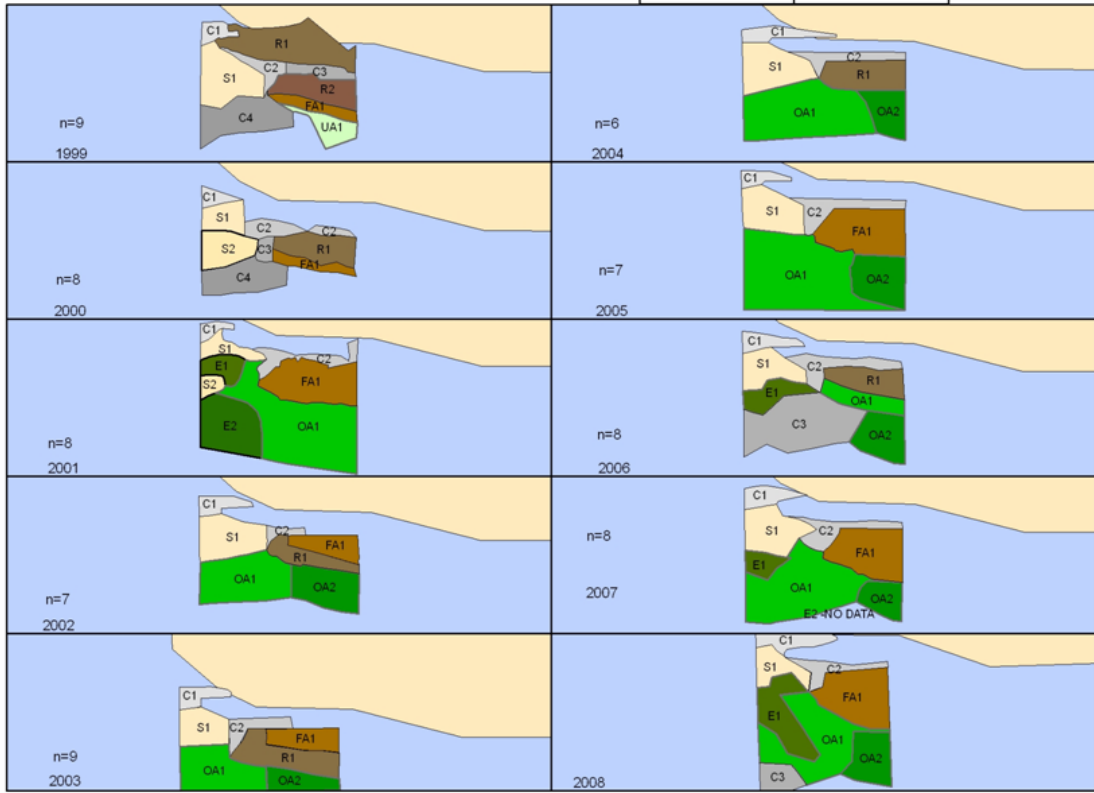 C1
R1
C2
C3
S1
R2
FA1
C4
UA1
n=9
1999
C1
S1
C2
C2
S2
C3
R1
FA1
C4
n=8
2000
C1
S1
C2
E1
S2
FA1
E2
OA1
n=8
2001
C1
C2
S1
FA1
R1
OA1
OA2
n=7
2002
C1
S1
C2
FA1
R1
OA1
OA2
n=9
2003
C1
C2
S1
R1
OA1
OA2
n=6
2004
C1
S1
C2
FA1
OA1
OA2
n=7
2005
C1
S1
C2
R1
E1
OA1
C3
OA2
n=8
2006
C1
S1
C2
n=8
FA1
E1
OA1
2007
OA2
E2 -NO DATA
C1
S1
C2
FA1
E1
OA1
OA2
C3
2008